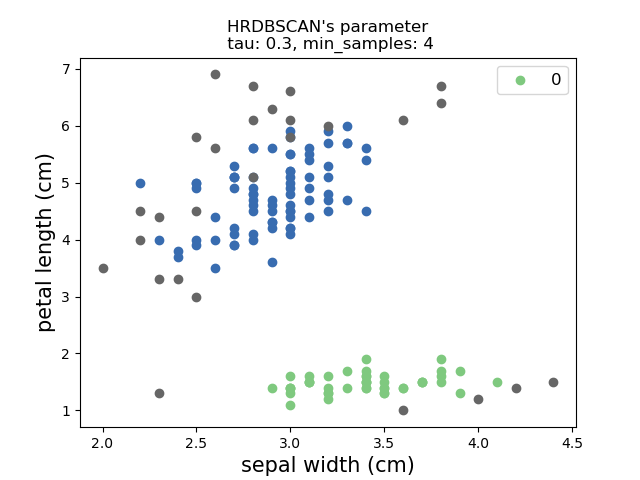 HRDBSCAN's parameter
tau: 0.3, min_samples: 4
0
7
6
5
4
3
2
1
petal length (cm)
2.0 2.5 3.0 3.5 4.0 4.5
sepal width (cm)